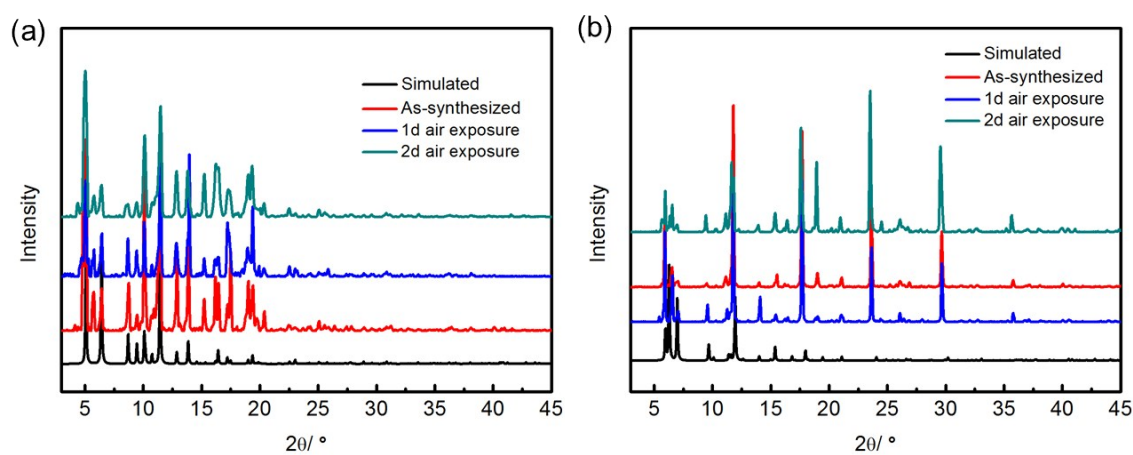 (a)
Simulated
As-synthesized
1d air exposure
2d air exposure
Intensity
5 10 15 20 25 30 35 40 45
2θ/ °
(b)
Simulated
As-synthesized
1d air exposure
2d air exposure
Intensity
5 10 15 20 25 30 35 40 45
2θ/ °